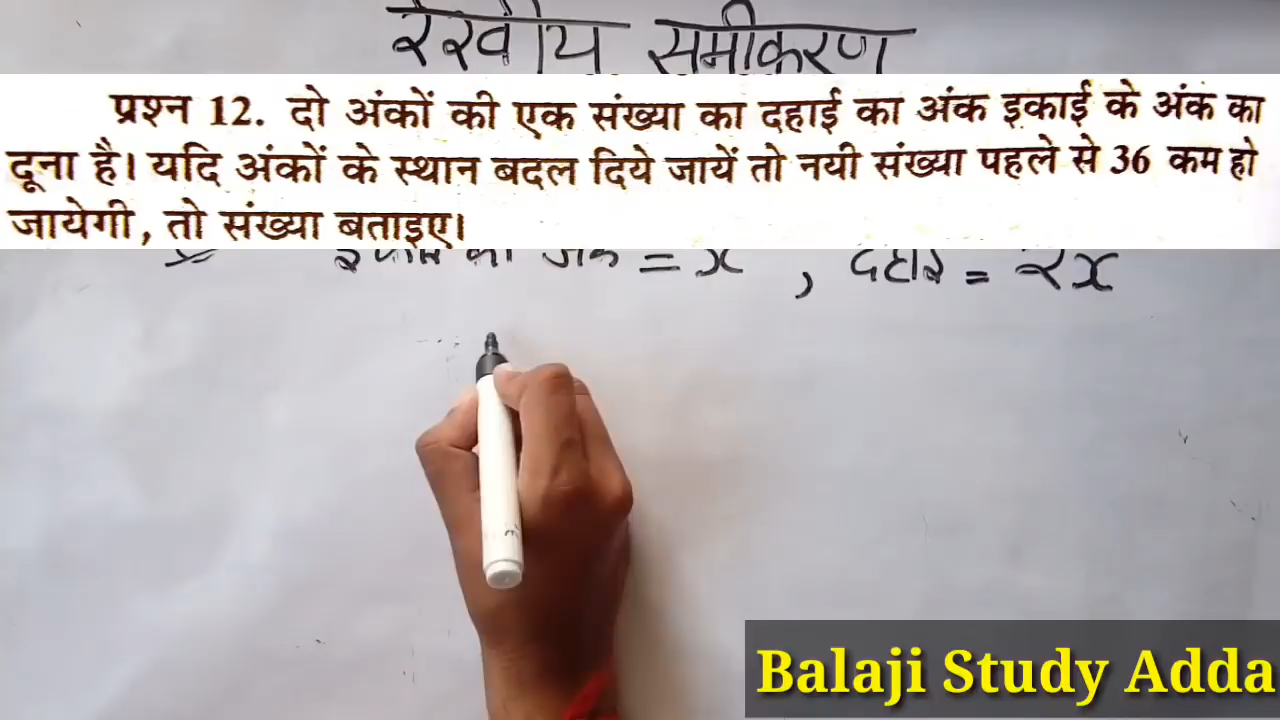 रेखीय समीकरण
प्रश्न 12. दो अंकों की एक संख्या का दहाई का अंक इकाई के अंक का
दूना है। यदि अंकों के स्थान बदल दिये जायें तो नयी संख्या पहले से 36 कम हो
जायेगी, तो संख्या बताइए।
इकाई का अंक = x , दहाई = 2x
Balaji Study Adda